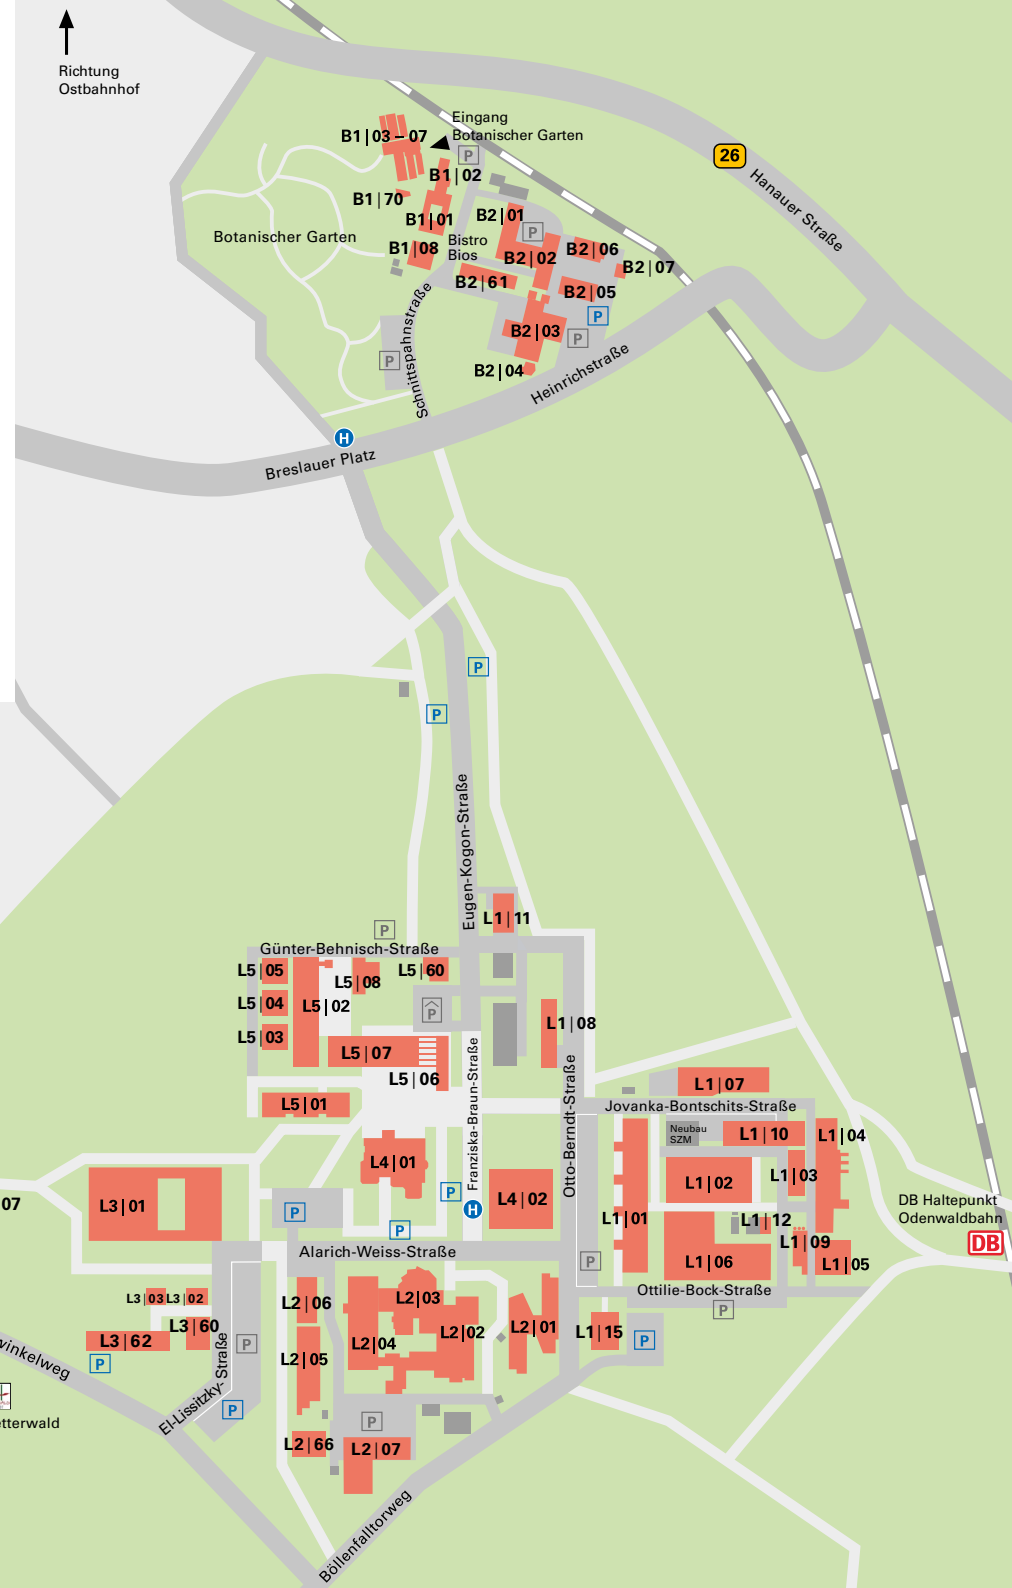 Richtung
Ostbahnhof
Eingang
Botanischer Garten
B1|03–07
P
26
Hanauer Straße
B1|02
B1|70
B1|01
B2|01
P
Botanischer Garten
B1|08
Bistro
Bios
B2|02
B2|06
B2|07
B2|61
B2|05
P
Schnittspahnstraße
B2|03
P
P
B2|04
Heinrichstraße
H
Breslauer Platz
P
P
Eugen-Kogon-Straße
L1|11
P
Günter-Behnisch-Straße
L5|05
L5|08
L5|60
L5|04
L5|02
P
L1|08
L5|03
L5|07
L5|06
Franziska-Braun-Straße
Otto-Berndt-Straße
L1|07
L5|01
Jovanka-Bontschits-Straße
Neubau
SZM
L1|10
L1|04
L4|01
L1|03
L1|02
P
L4|02
07
L3|01
P
H
L1|01
L1|12
DB Haltepunkt
Odenwaldbahn
DB
P
L1|09
Alarich-Weiss-Straße
P
L1|06
L1|05
Ottilie-Bock-Straße
P
L3|03
L3|02
L2|06
L2|03
L3|60
L2|01
L2|02
L1|15
P
L3|62
P
P
L2|04
L2|05
winkelweg
El-Lissitzky-Straße
P
P
etterwald
L2|66
L2|07
Böllenfalltorweg